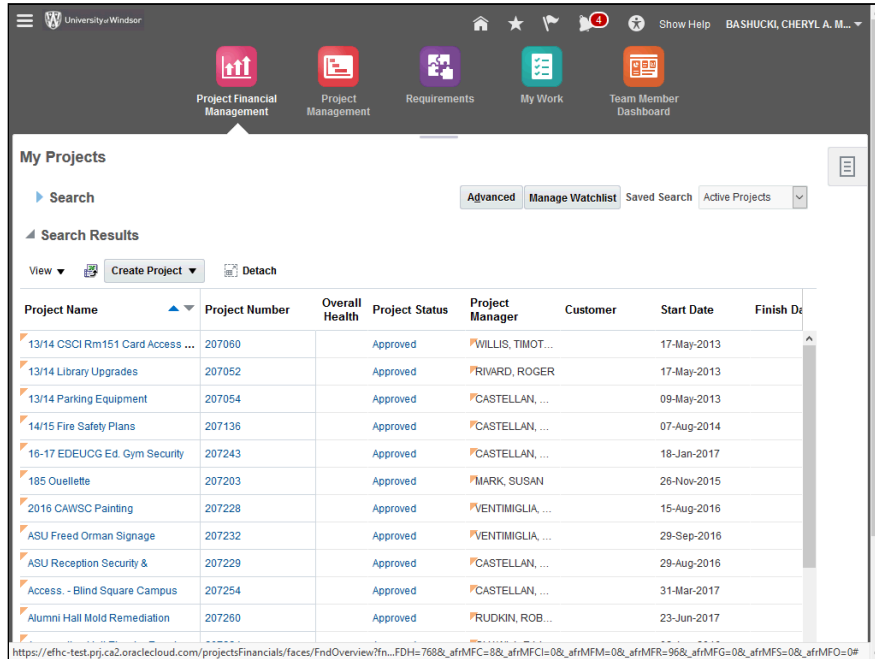 University of Windsor
4
Show Help
BASHUCKI, CHERYL A. M...
Project Financial Management
Project Management
Requirements
My Work
Team Member Dashboard
My Projects
Search
Advanced
Manage Watchlist
Saved Search
Active Projects
Search Results
View
Create Project
Detach
Project Name Project Number Overall Health Project Status Project Manager Customer Start Date Finish Da
13/14 CSCI Rm151 Card Access ... 207060 Approved WILLIS, TIMOT... 17-May-2013
13/14 Library Upgrades 207052 Approved RIVARD, ROGER 17-May-2013
13/14 Parking Equipment 207054 Approved CASTELLAN, ... 09-May-2013
14/15 Fire Safety Plans 207136 Approved CASTELLAN, ... 07-Aug-2014
16-17 EDEUCG Ed. Gym Security 207243 Approved CASTELLAN, ... 18-Jan-2017
185 Ouellette 207203 Approved MARK, SUSAN 26-Nov-2015
2016 CAWSC Painting 207228 Approved VENTIMIGLIA, ... 15-Aug-2016
ASU Freed Orman Signage 207232 Approved VENTIMIGLIA, ... 29-Sep-2016
ASU Reception Security & 207229 Approved CASTELLAN, ... 29-Aug-2016
Access. - Blind Square Campus 207254 Approved CASTELLAN, ... 31-Mar-2017
Alumni Hall Mold Remediation 207260 Approved RUDKIN, ROB... 23-Jun-2017
https://efhc-test.prj.ca2.oraclecloud.com/projectsFinancials/faces/FndOverview?fn...FDH=768&_afrMFC=8&_afrMFCI=0&_afrMFM=0&_afrMFR=96&_afrMFG=0&_afrMFS=0&_afrMFO=0#